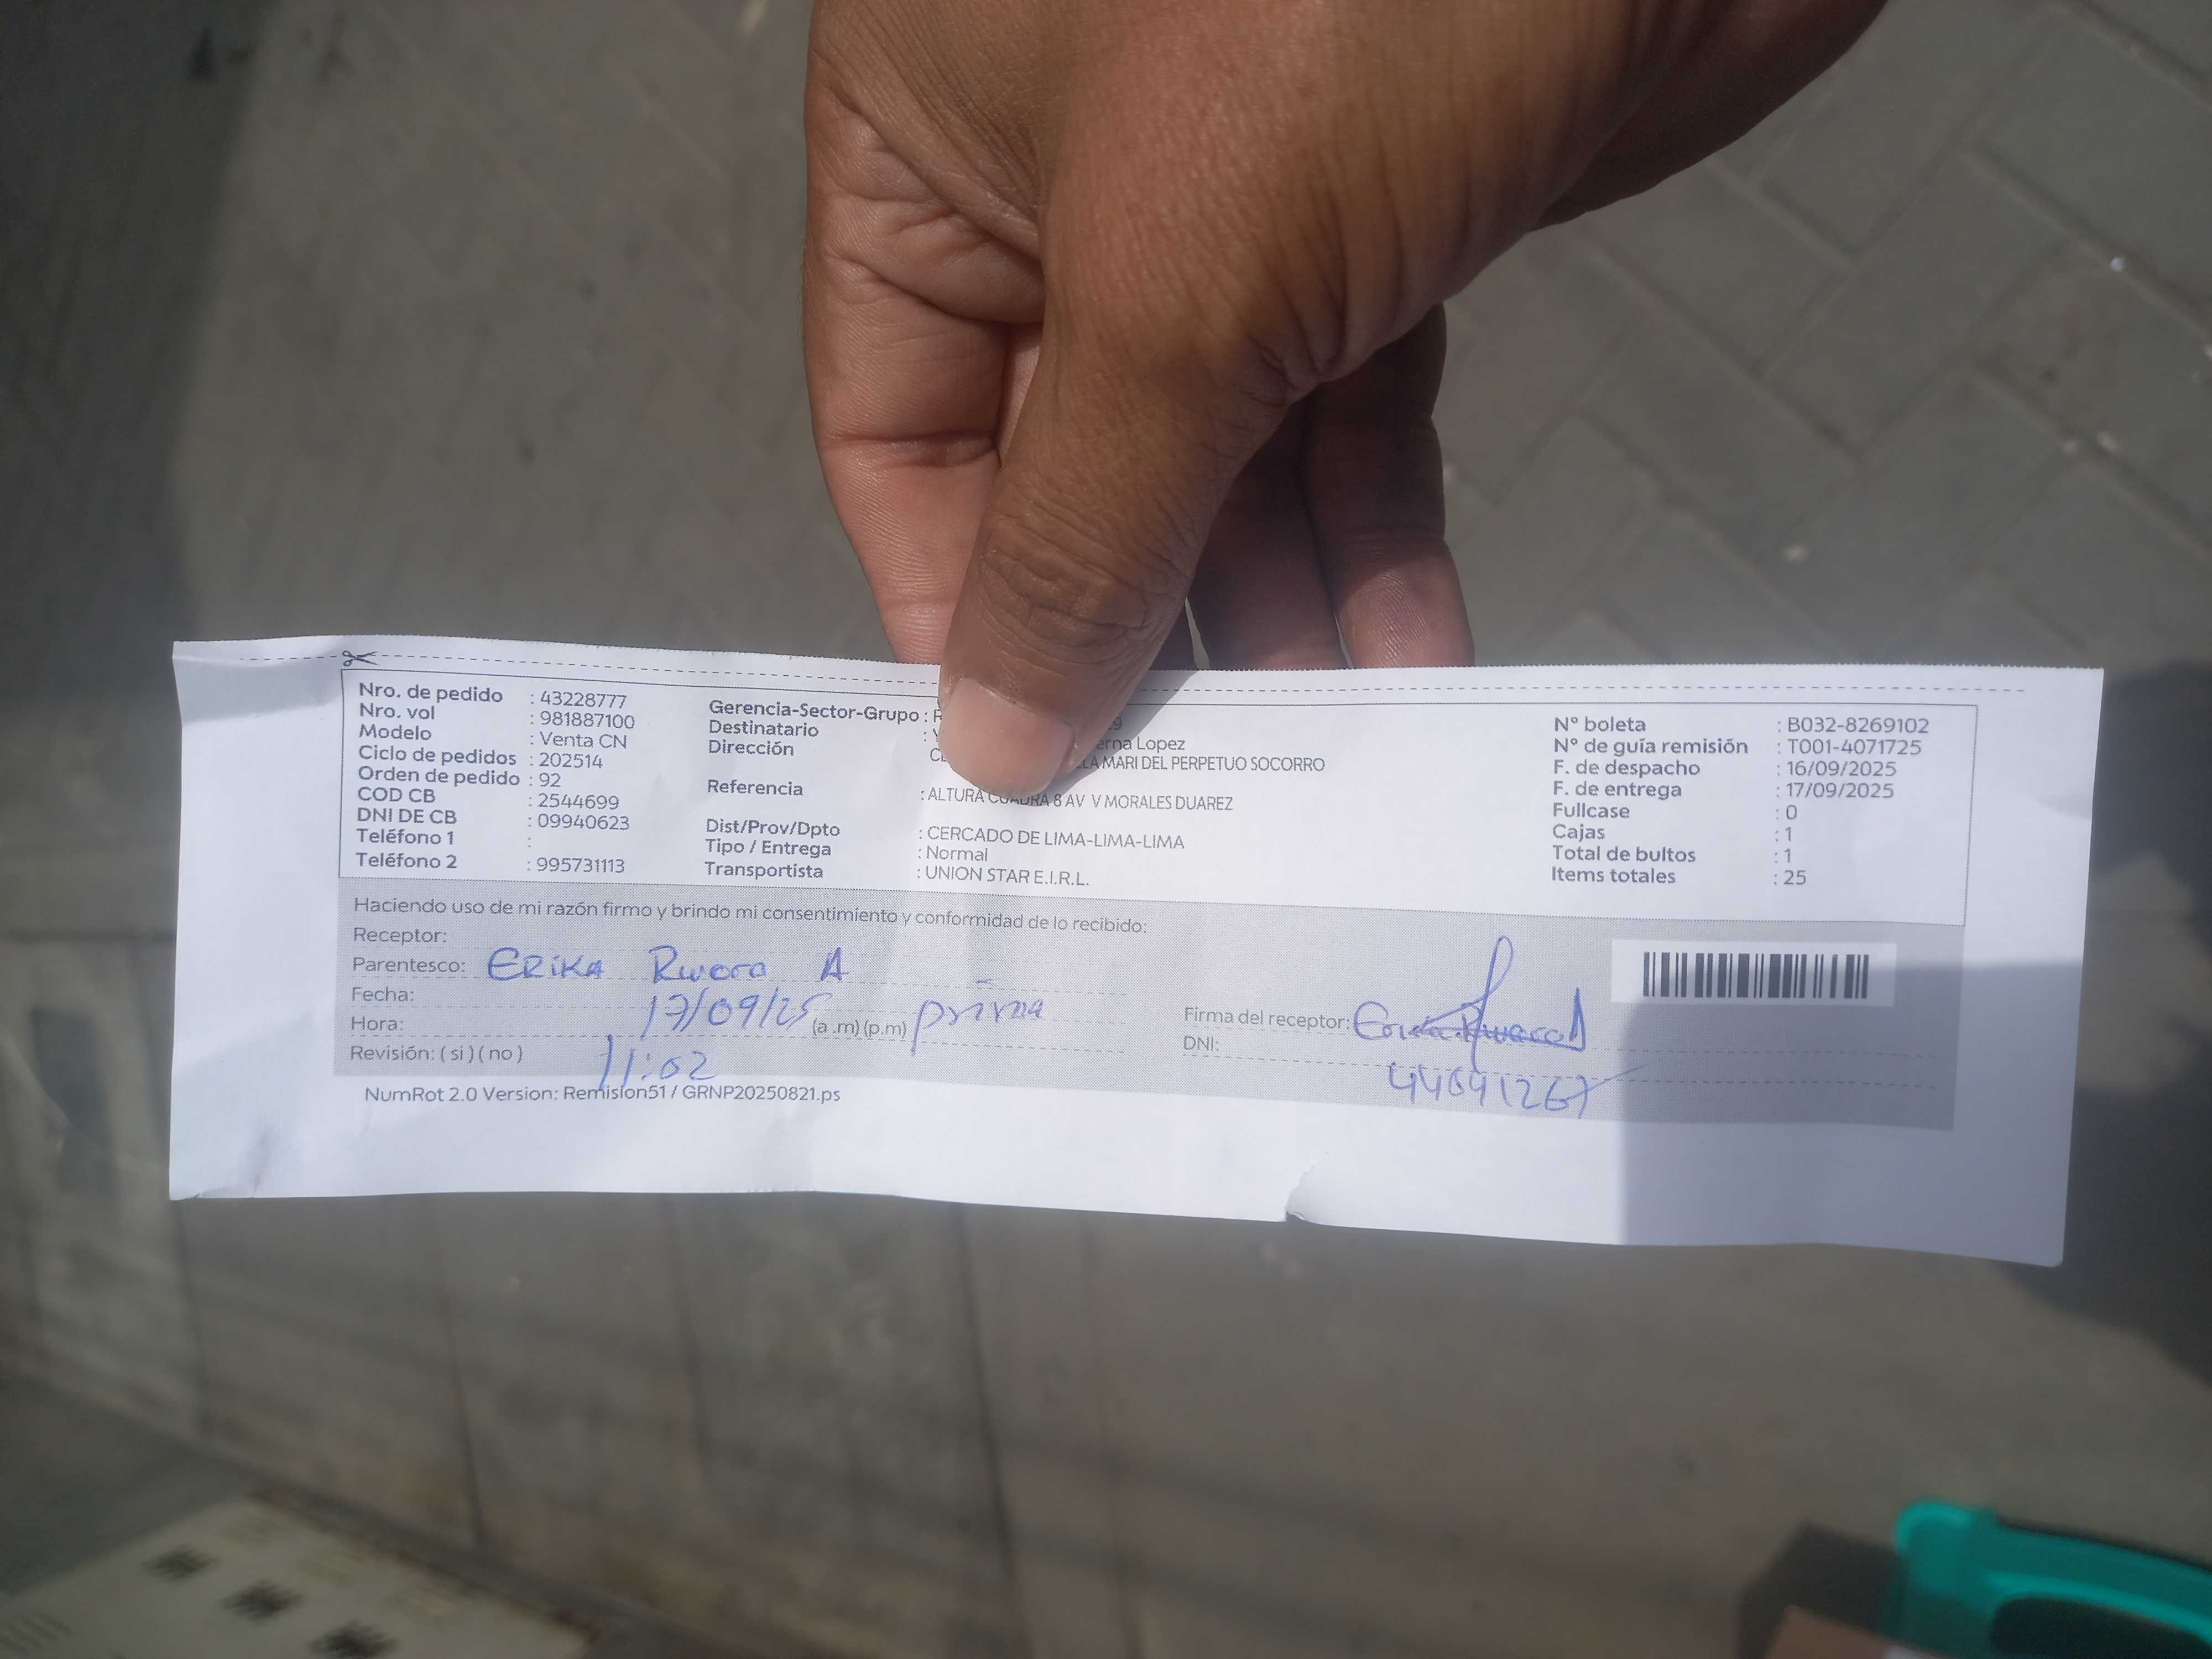 Nro. de pedido : 43228777
Nro. vol : 981887100
Modelo : Venta CN
Ciclo de pedidos : 202514
Orden de pedido : 92
COD CB : 2544699
DNI DE CB : 09940623
Teléfono 1 :
Teléfono 2 : 995731113
Gerencia-Sector-Grupo :
Destinatario : Lopez
Dirección MARI DEL PERPETUO SOCORRO
Referencia : ALTURA CUADRA 8 AV V MORALES DUAREZ
Dist/Prov/Dpto : CERCADO DE LIMA-LIMA-LIMA
Tipo / Entrega : Normal
Transportista : UNION STAR E.I.R.L.
N° boleta : B032-8269102
N° de guía remisión : T001-4071725
F. de despacho : 16/09/2025
F. de entrega : 17/09/2025
Fullcase : 0
Cajas : 1
Total de bultos : 1
Items totales : 25
Haciendo uso de mi razón firmo y brindo mi consentimiento y conformidad de lo recibido:
Receptor: ERIKA Rivera A
Parentesco: prima
Fecha: 17/09/25
Hora: 11:02 (a.m) (p.m)
Revisión: ( si ) ( no )
Firma del receptor: Erika Rivera A
DNI: 44641267
NumRot 2.0 Version: Remision51 / GRNP20250821.ps